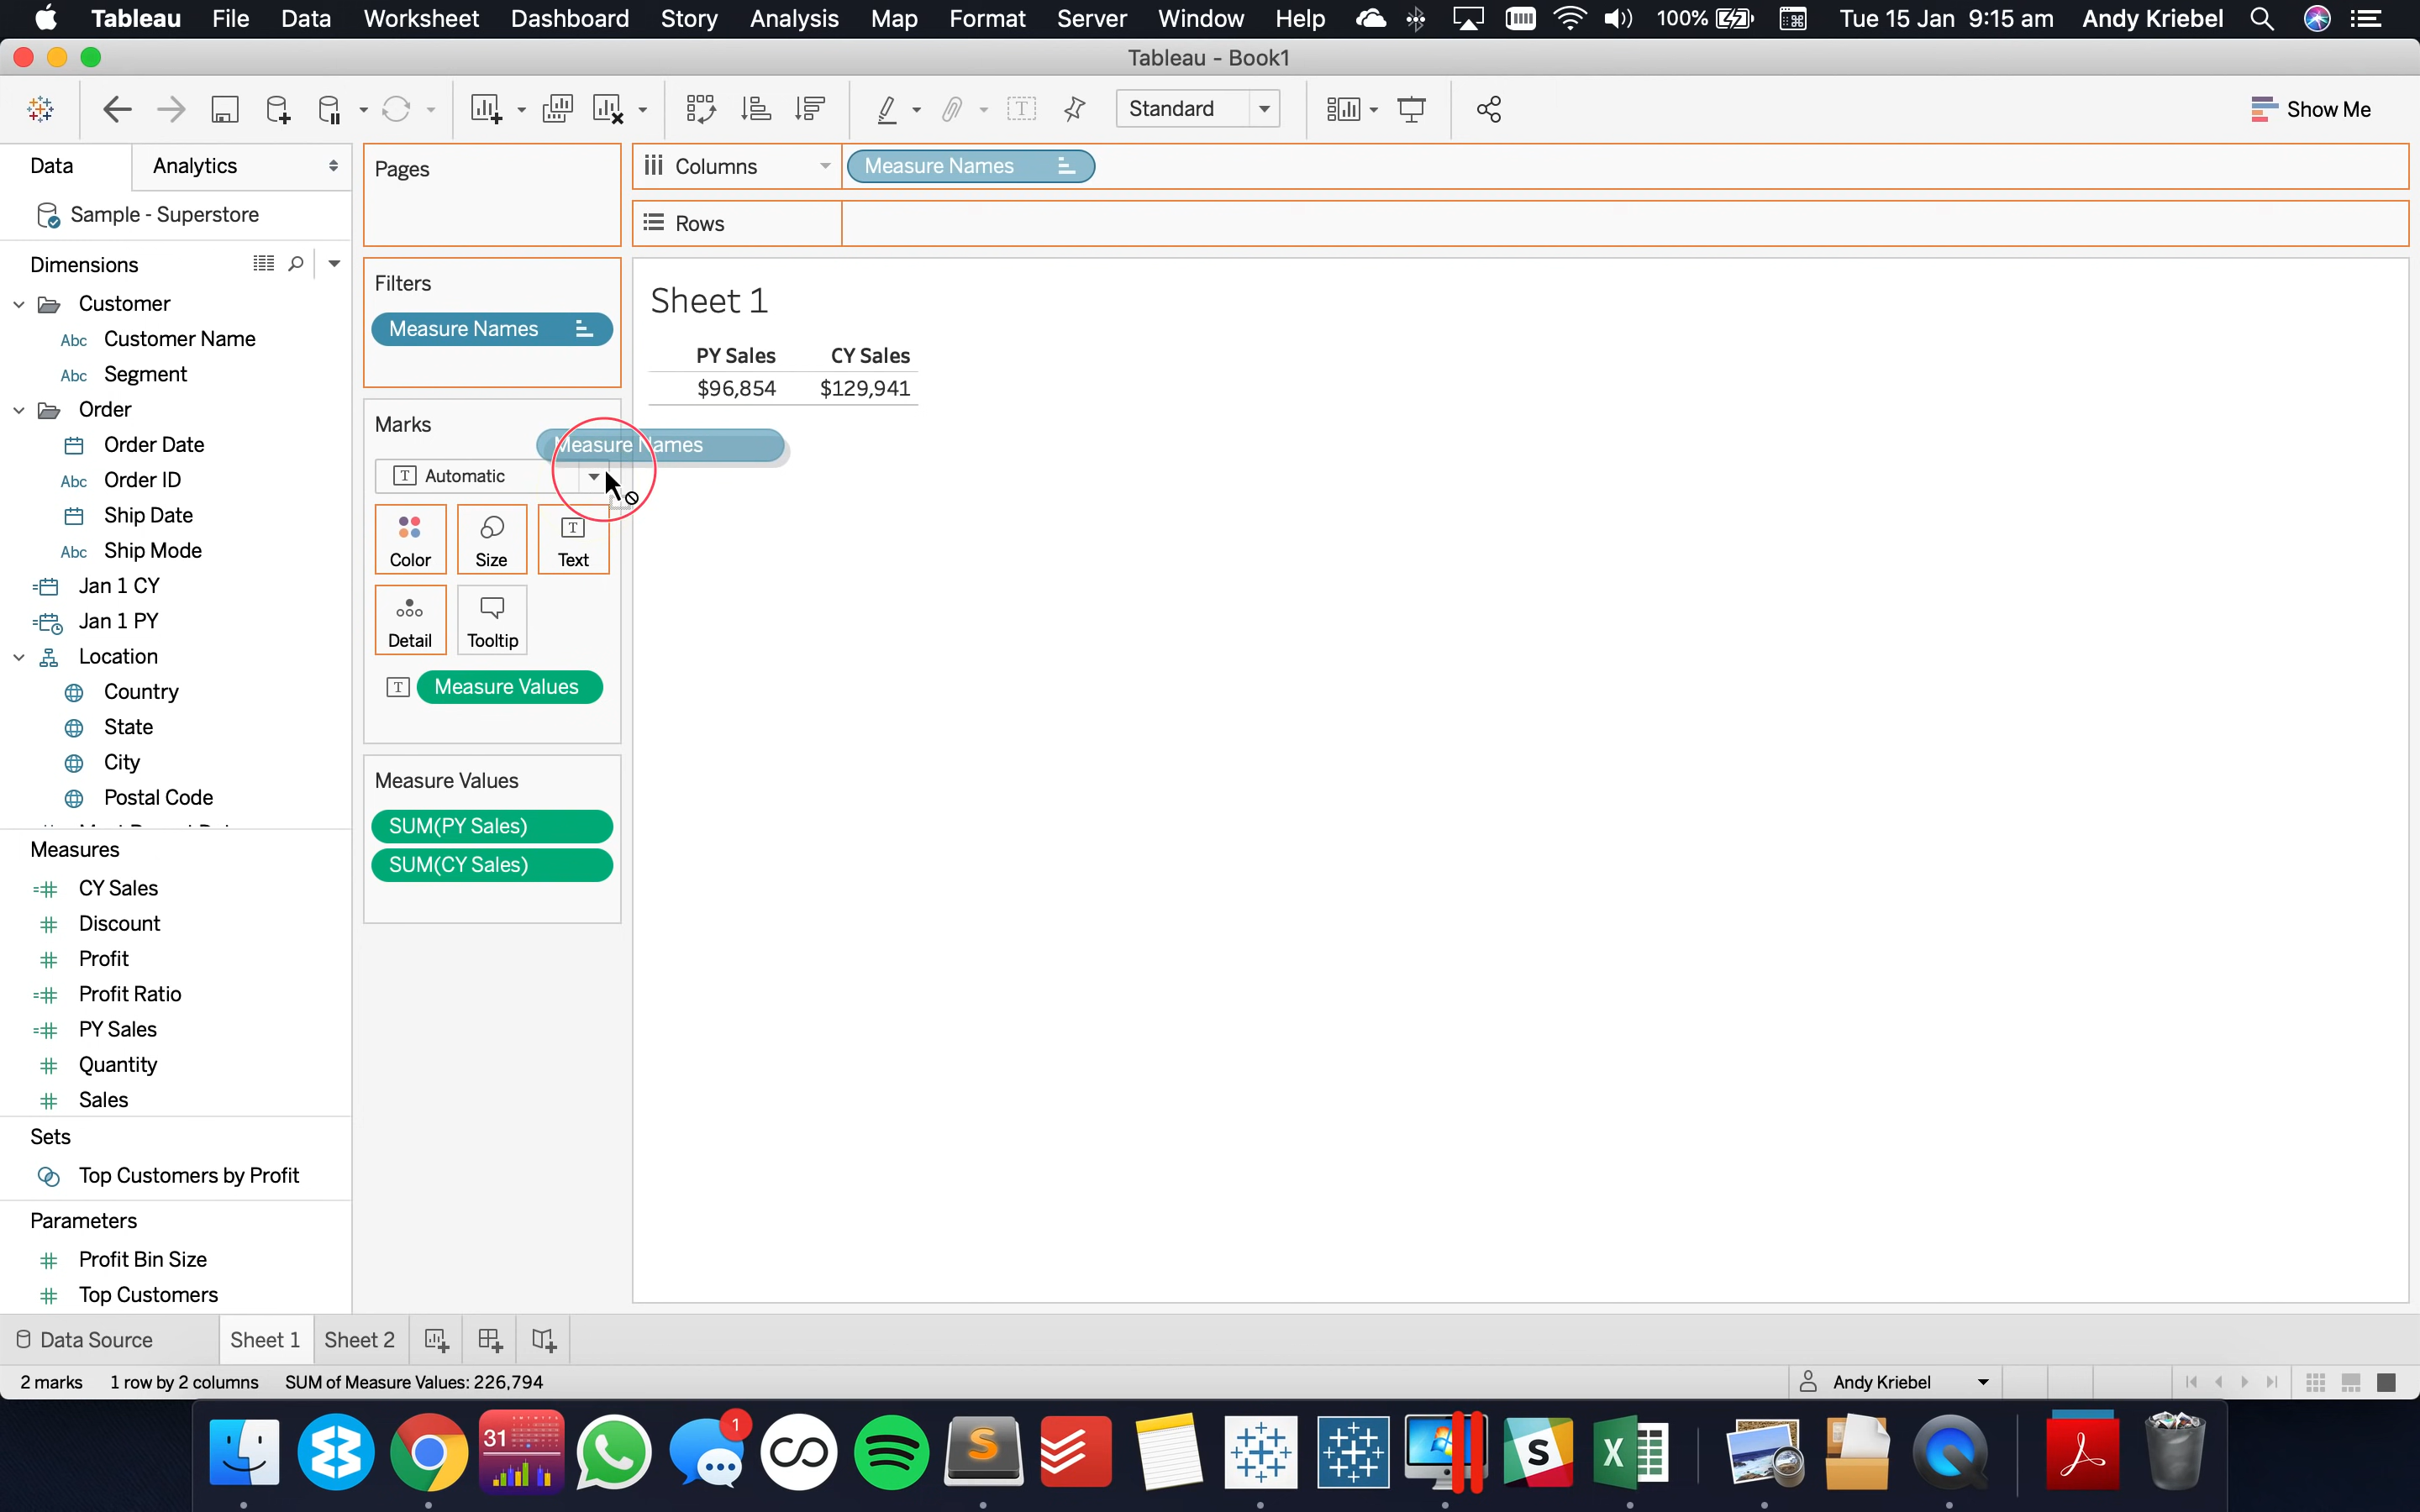 Tableau File Data Worksheet Dashboard Story Analysis Map Format Server Window Help 100% Tue 15 Jan 9:15 am Andy Kriebel
Tableau - Book1
Standard
Show Me
Data Analytics
Sample - Superstore
Dimensions
Customer
Abc Customer Name
Abc Segment
Order
Order Date
Abc Order ID
Ship Date
Abc Ship Mode
Jan 1 CY
Jan 1 PY
Location
Country
State
City
Postal Code
Measures
CY Sales
Discount
Profit
Profit Ratio
PY Sales
Quantity
Sales
Sets
Top Customers by Profit
Parameters
Profit Bin Size
Top Customers
Pages
Filters
Measure Names
Marks
Measure Names
Automatic
Color Size Text
Detail Tooltip
Measure Values
Measure Values
SUM(PY Sales)
SUM(CY Sales)
Columns Measure Names
Rows
Sheet 1
PY Sales CY Sales
$96,854 $129,941
Data Source Sheet 1 Sheet 2
2 marks 1 row by 2 columns SUM of Measure Values: 226,794 Andy Kriebel
31
1